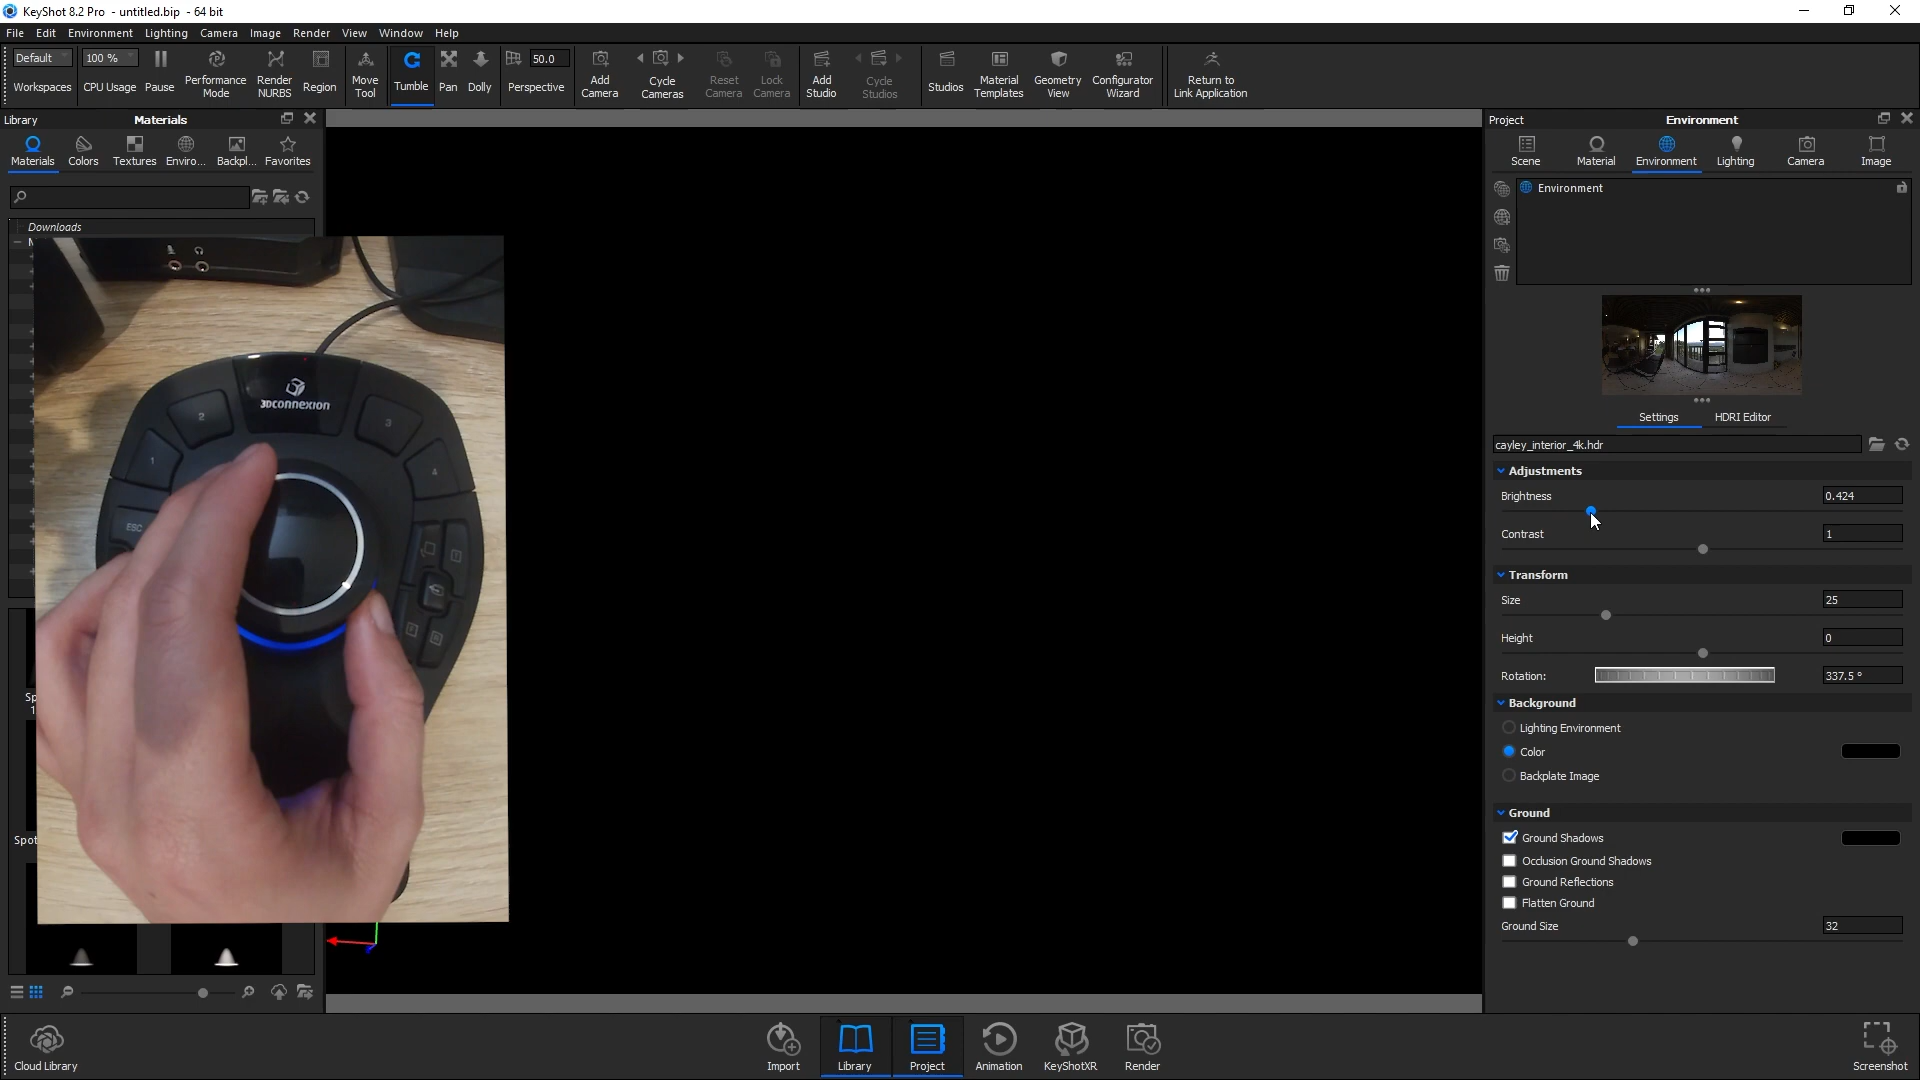 KeyShot 8.2 Pro - untitled.bip - 64 bit
File Edit Environment Lighting Camera Image Render View Window Help
Default 100 % 50.0
Workspaces CPU Usage Pause Performance Mode Render NURBS Region Move Tool Tumble Pan Dolly Perspective Add Camera Cycle Cameras Reset Camera Lock Camera Add Studio Cycle Studios Studios Material Templates Geometry View Configurator Wizard Return to Link Application
Library Materials
Materials Colors Textures Enviro... Backpl... Favorites
Downloads
3DCONNEXION
1
2
3
4
ESC
Spot
Project Environment
Scene Material Environment Lighting Camera Image
Environment
Settings HDRI Editor
cayley_interior_4k.hdr
Adjustments
Brightness 0.424
Contrast 1
Transform
Size 25
Height 0
Rotation: 337.5 °
Background
Lighting Environment
Color
Backplate Image
Ground
Ground Shadows
Occlusion Ground Shadows
Ground Reflections
Flatten Ground
Ground Size 32
Cloud Library Import Library Project Animation KeyShotXR Render Screenshot